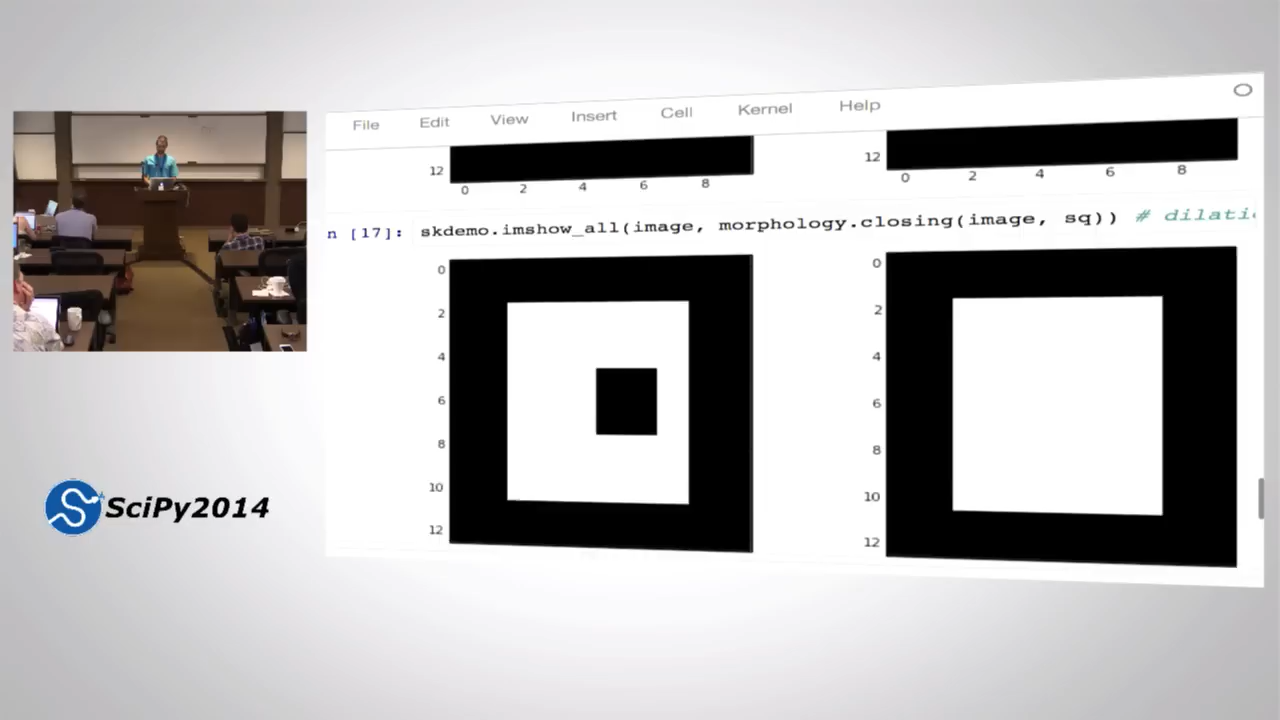 File Edit View Insert Cell Kernel Help
12 12
0 2 4 6 8 0 2 4 6 8
n [17]: skdemo.imshow_all(image, morphology.closing(image, sq)) # dilati
0 0
2 2
4 4
6 6
8 8
10 10
12 12
SciPy2014